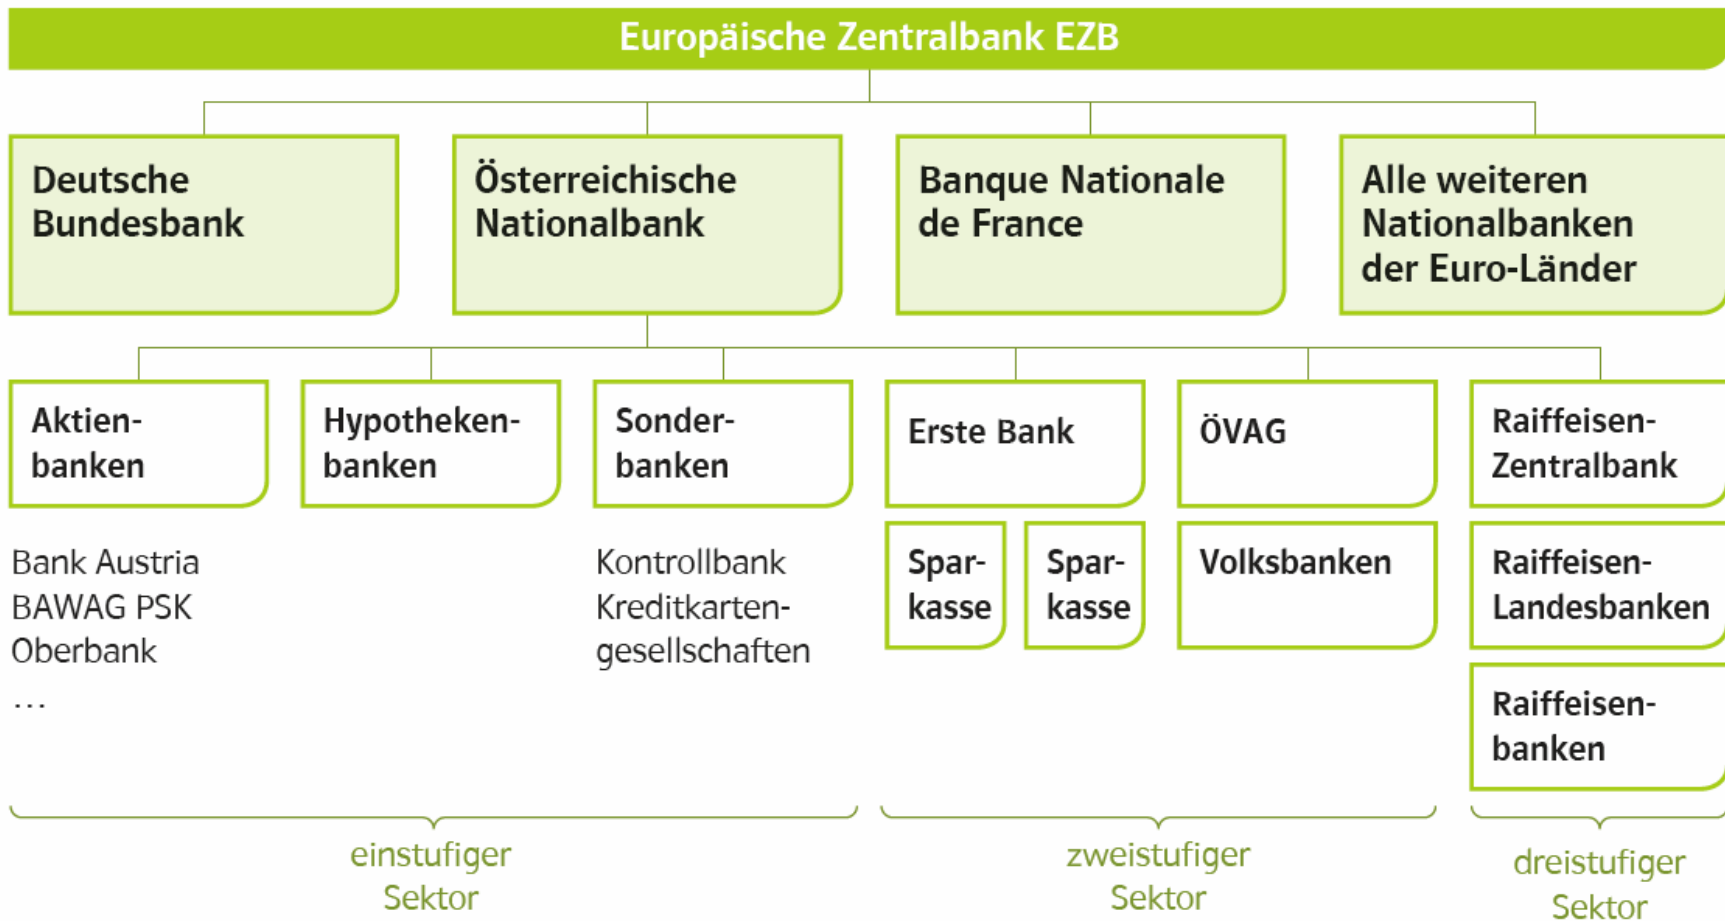 Europäische Zentralbank EZB
Deutsche
Bundesbank
Österreichische
Nationalbank
Banque Nationale
de France
Alle weiteren
Nationalbanken
der Euro-Länder
Aktien-
banken
Hypotheken-
banken
Sonder-
banken
Erste Bank
ÖVAG
Raiffeisen-
Zentralbank
Bank Austria
BAWAG PSK
Oberbank
...
Kontrollbank
Kreditkarten-
gesellschaften
Spar-
kasse
Spar-
kasse
Volksbanken
Raiffeisen-
Landesbanken
Raiffeisen-
banken
einstufiger
Sektor
zweistufiger
Sektor
dreistufiger
Sektor